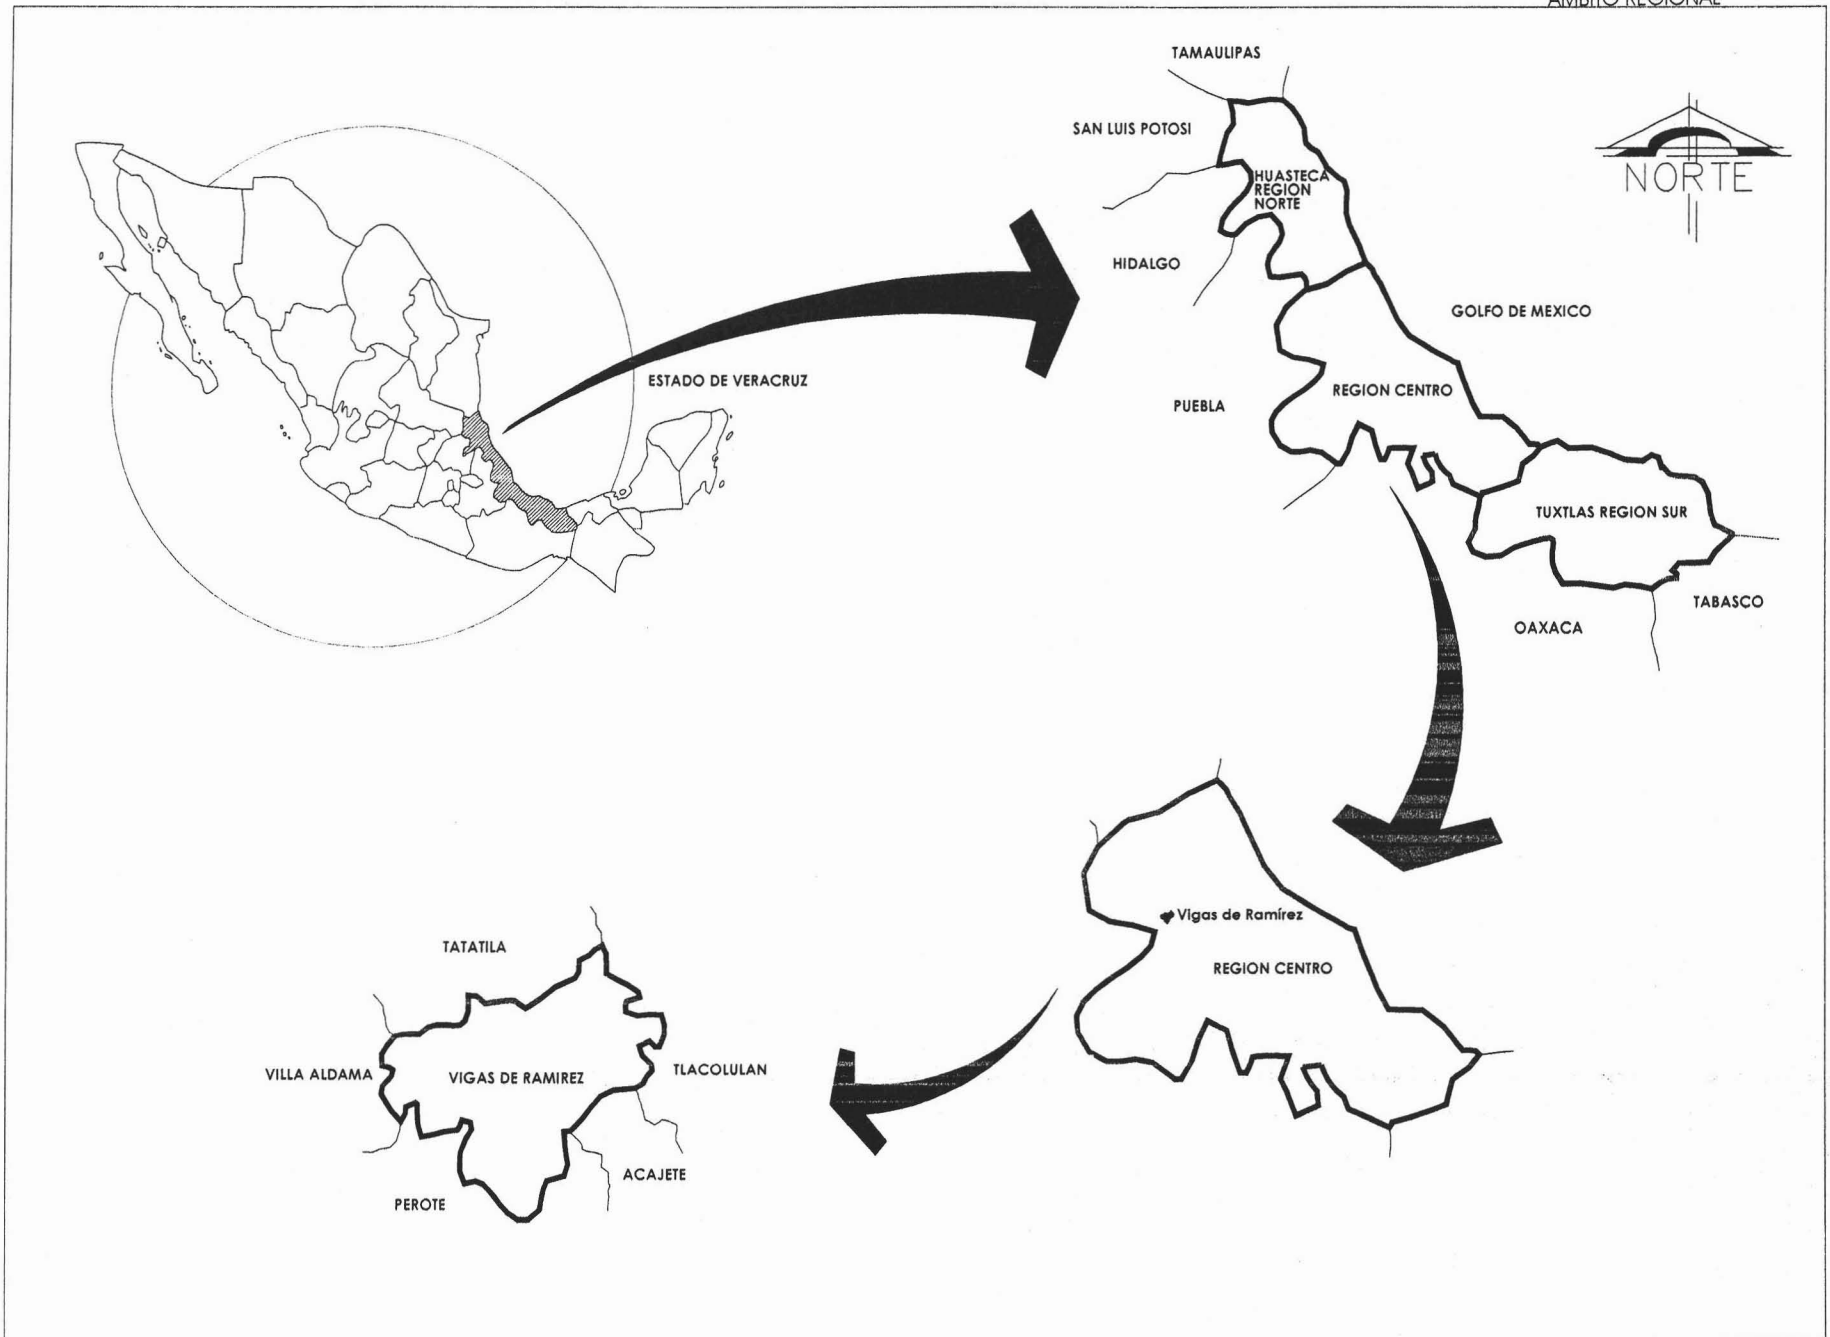 AMBITO REGIONAL
TAMAULIPAS
SAN LUIS POTOSI
HUASTECA
REGION
NORTE
NORTE
HIDALGO
GOLFO DE MEXICO
ESTADO DE VERACRUZ
REGION CENTRO
PUEBLA
TUXTLAS REGION SUR
TABASCO
OAXACA
Vigas de Ramírez
REGION CENTRO
TATATILA
VILLA ALDAMA
VIGAS DE RAMIREZ
TLACOLULAN
ACAJETE
PEROTE